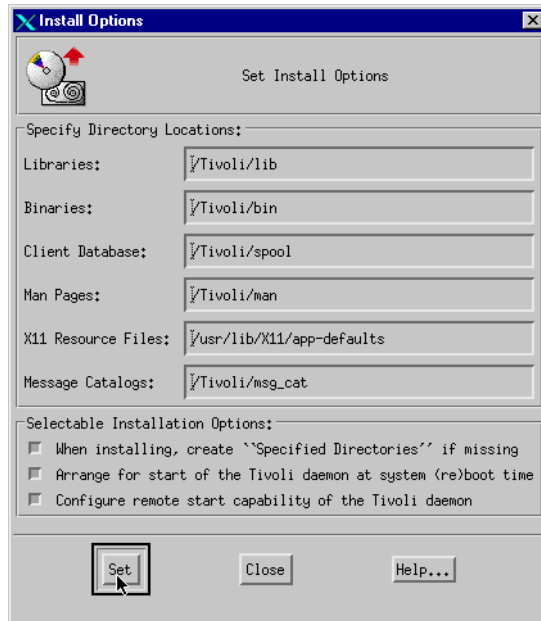 Install Options
Set Install Options
Specify Directory Locations:
Libraries: /Tivoli/lib
Binaries: /Tivoli/bin
Client Database: /Tivoli/spool
Man Pages: /Tivoli/man
X11 Resource Files: /usr/lib/X11/app-defaults
Message Catalogs: /Tivoli/msg_cat
Selectable Installation Options:
When installing, create ``Specified Directories'' if missing
Arrange for start of the Tivoli daemon at system (re)boot time
Configure remote start capability of the Tivoli daemon
Set Close Help...